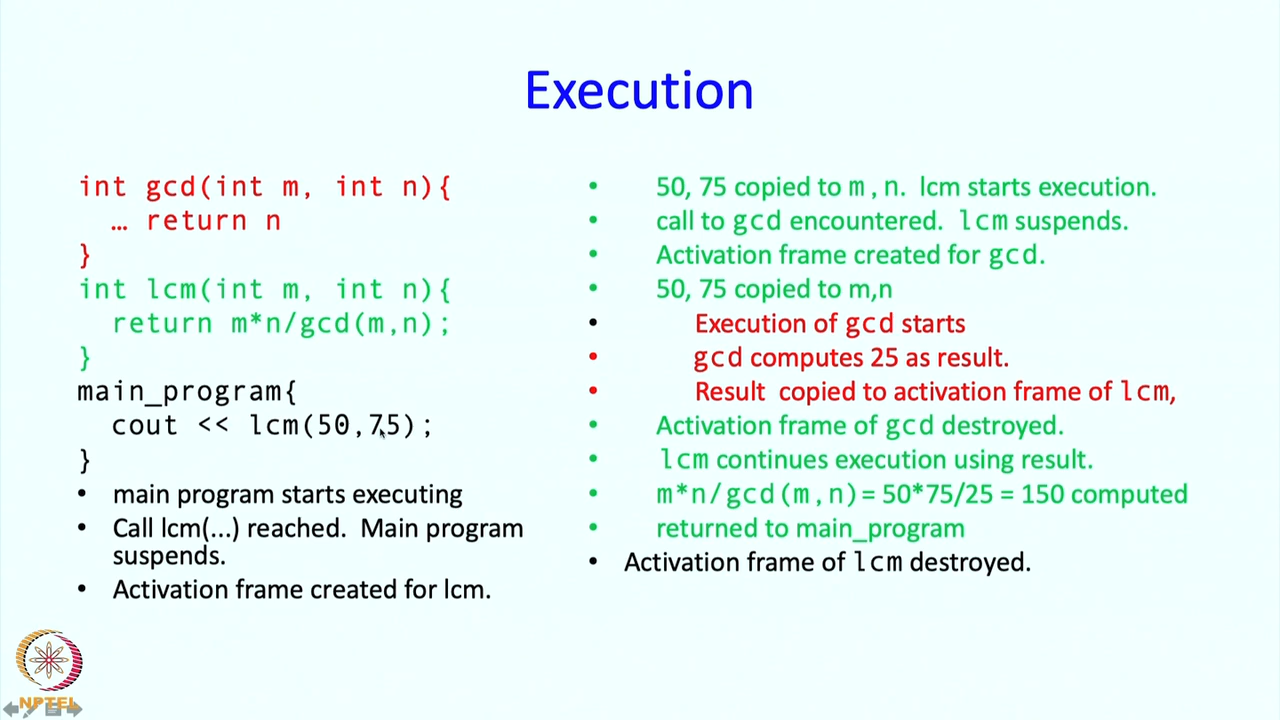 Execution
int gcd(int m, int n){
… return n
}
int lcm(int m, int n){
return m*n/gcd(m,n);
}
main_program{
cout << lcm(50,75);
}
• main program starts executing
• Call lcm(...) reached. Main program
suspends.
• Activation frame created for lcm.
• 50, 75 copied to m,n. lcm starts execution.
• call to gcd encountered. lcm suspends.
• Activation frame created for gcd.
• 50, 75 copied to m,n
• Execution of gcd starts
• gcd computes 25 as result.
• Result copied to activation frame of lcm,
• Activation frame of gcd destroyed.
• lcm continues execution using result.
• m*n/gcd(m,n)= 50*75/25 = 150 computed
• returned to main_program
• Activation frame of lcm destroyed.
NPTEL